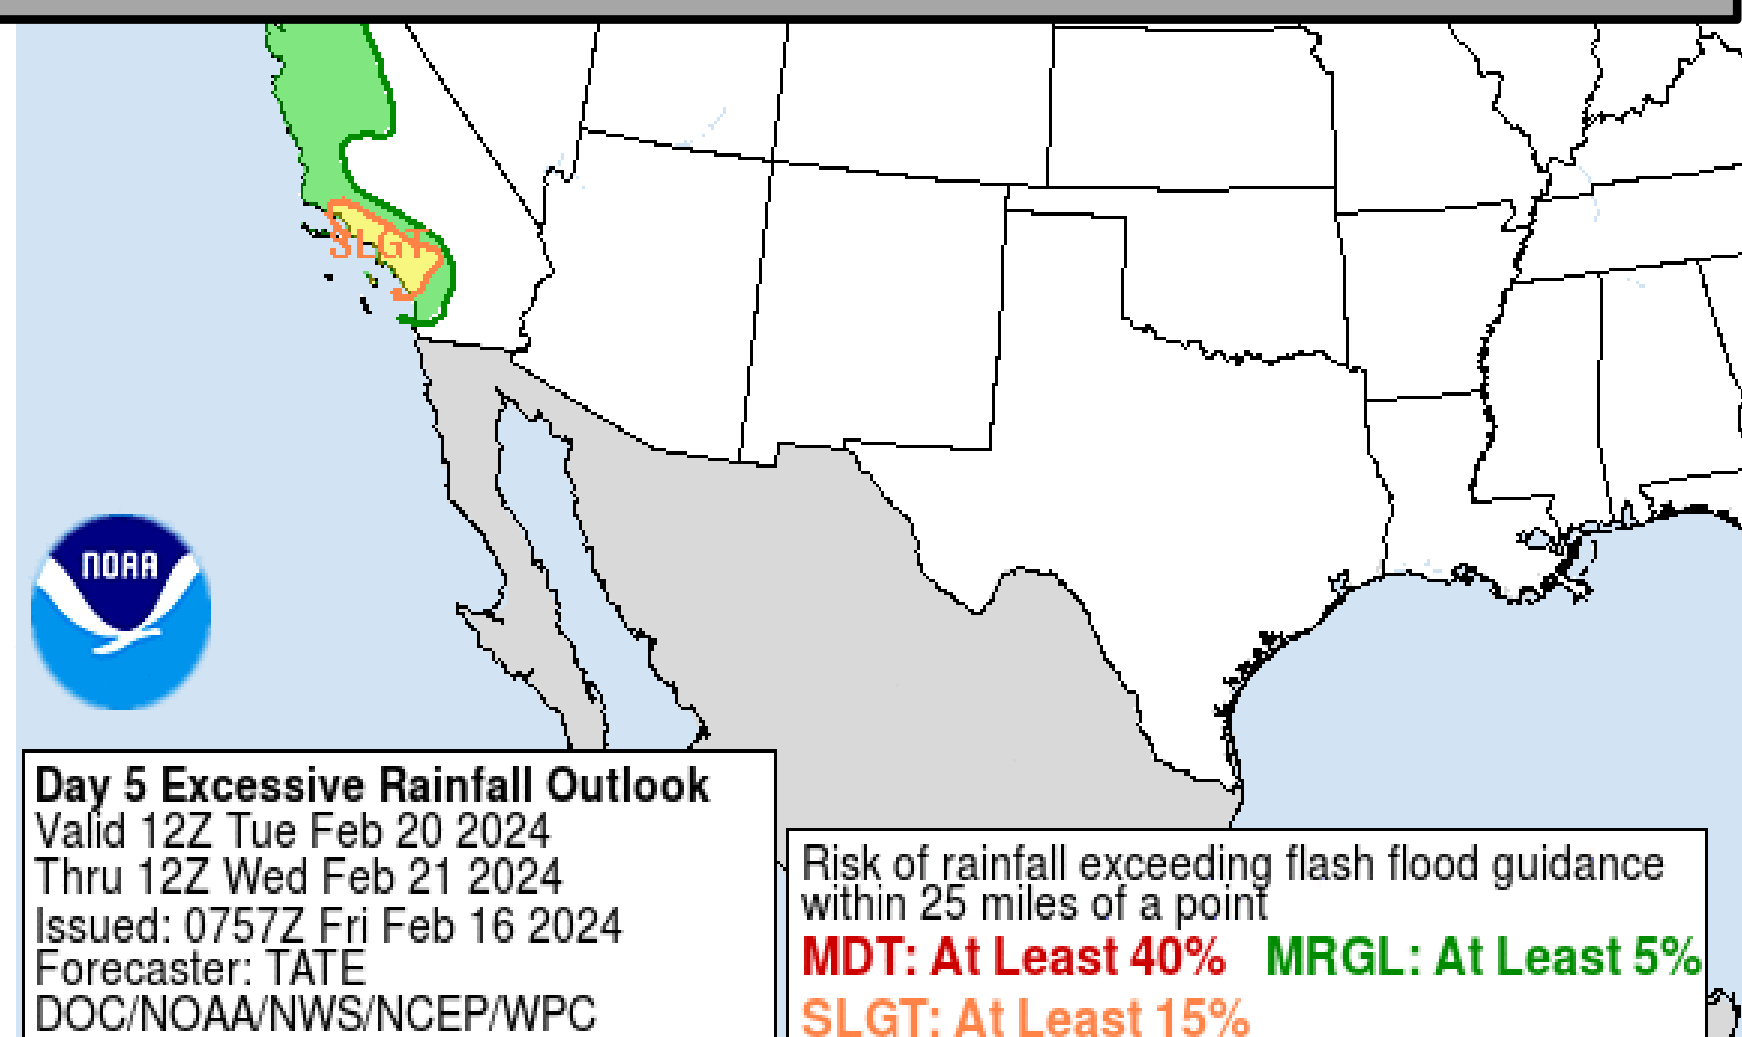 SLGT
NOAA
Day 5 Excessive Rainfall Outlook
Valid 12Z Tue Feb 20 2024
Thru 12Z Wed Feb 21 2024
Issued: 0757Z Fri Feb 16 2024
Forecaster: TATE
DOC/NOAA/NWS/NCEP/WPC
Risk of rainfall exceeding flash flood guidance
within 25 miles of a point
MDT: At Least 40% MRGL: At Least 5%
SLGT: At Least 15%